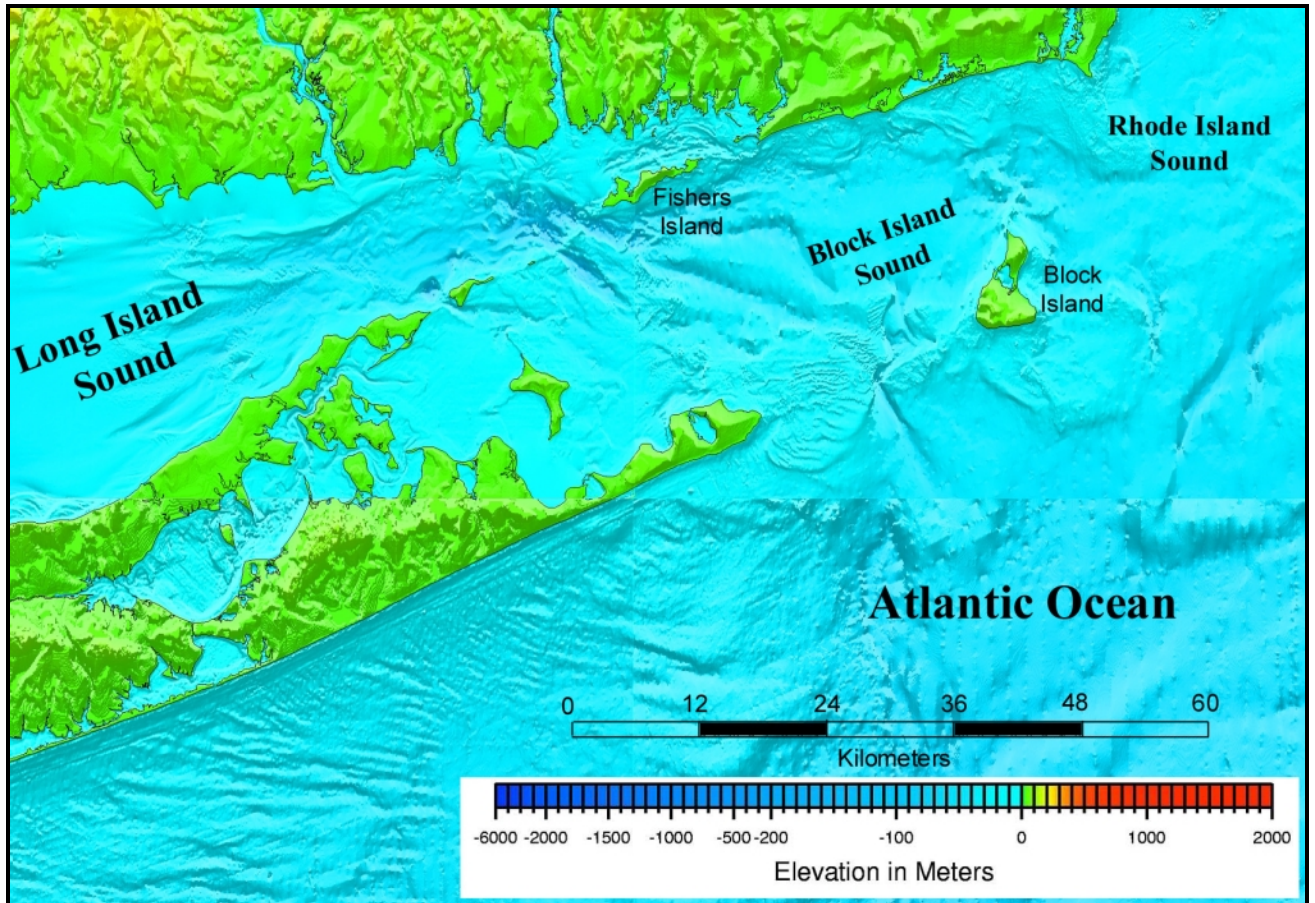 Rhode Island
Sound
Fishers
Island
Block Island
Sound
Block
Island
Long Island
Sound
Atlantic Ocean
0 12 24 36 48 60
Kilometers
-6000 -2000 -1500 -1000 -500 -200 -100 0 1000 2000
Elevation in Meters